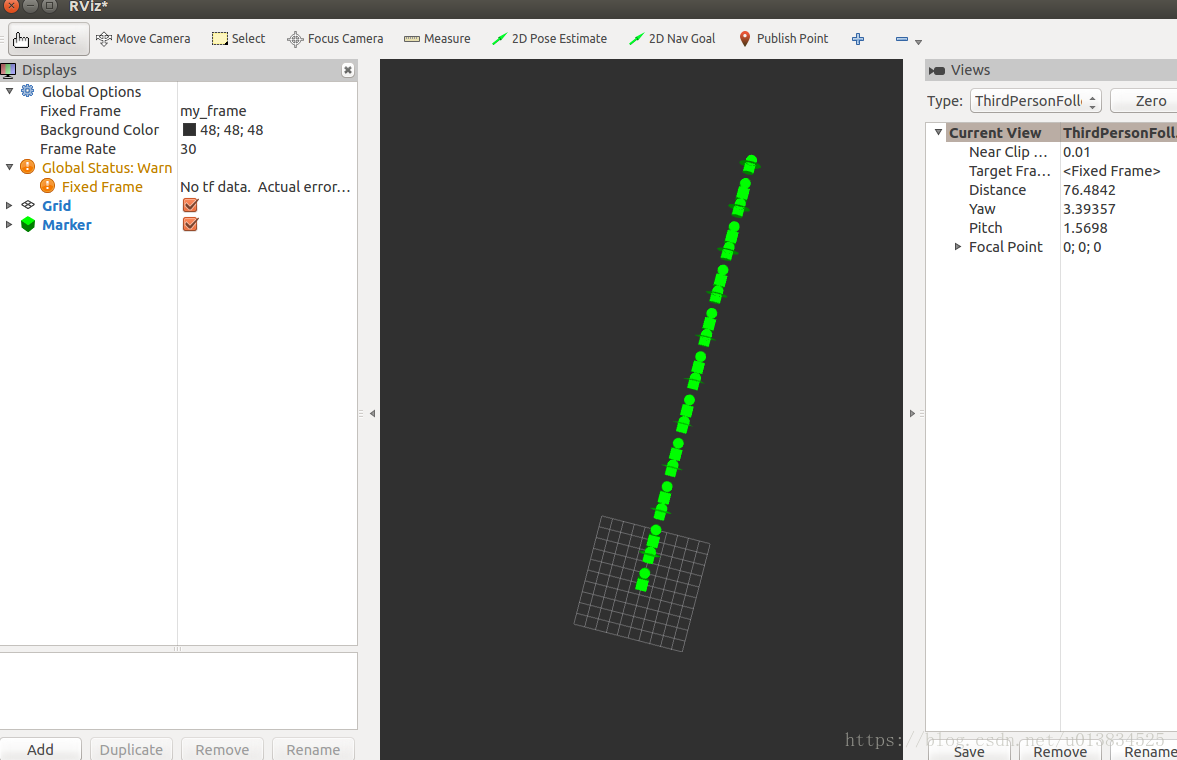 RViz*
Interact Move Camera Select Focus Camera Measure 2D Pose Estimate 2D Nav Goal Publish Point
Displays
Global Options
Fixed Frame my_frame
Background Color 48; 48; 48
Frame Rate 30
Global Status: Warn
Fixed Frame No tf data. Actual error...
Grid
Marker
Add Duplicate Remove Rename
Views
Type: ThirdPersonFoll Zero
Current View ThirdPersonFoll...
Near Clip ... 0.01
Target Fra... <Fixed Frame>
Distance 76.4842
Yaw 3.39357
Pitch 1.5698
Focal Point 0; 0; 0
https://blog.csdn.net/u013834525
Save Remove Rename